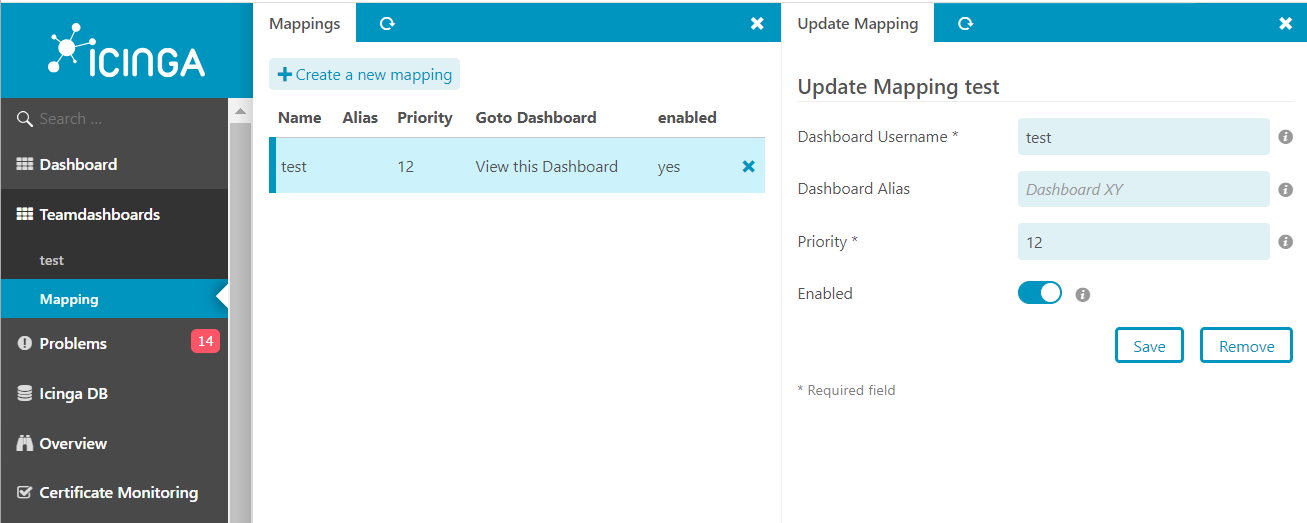 ICINGA
Search ...
Dashboard
Teamdashboards
test
Mapping
Problems 14
Icinga DB
Overview
Certificate Monitoring
Mappings
Create a new mapping
Name Alias Priority Goto Dashboard enabled
test 12 View this Dashboard yes
Update Mapping
Update Mapping test
Dashboard Username * test
Dashboard Alias Dashboard XY
Priority * 12
Enabled
Save Remove
* Required field